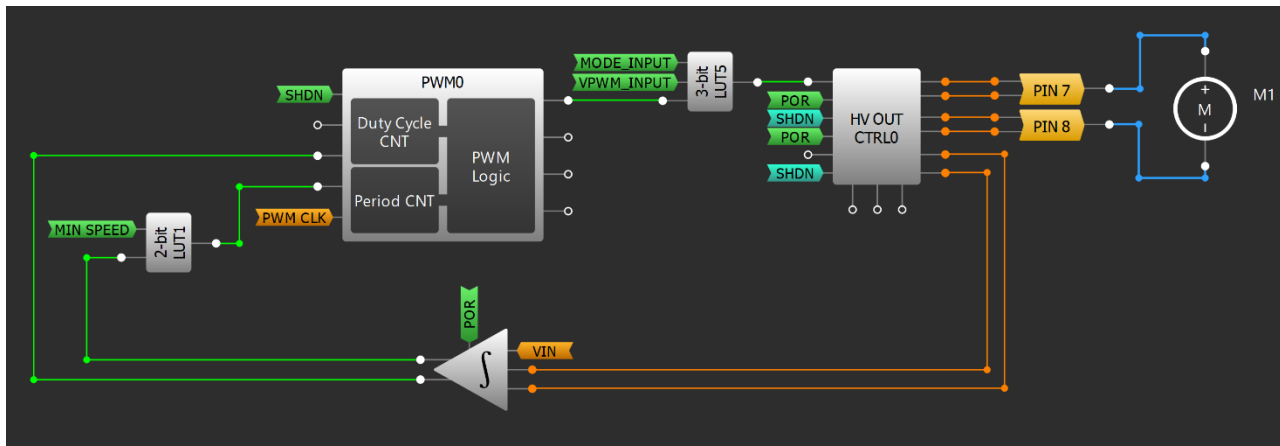 PWM0
SHDN
Duty Cycle
CNT
PWM
Logic
Period CNT
PWM CLK
MIN SPEED
2-bit
LUT1
MODE_INPUT
VPWM_INPUT
3-bit
LUT5
POR
SHDN
POR
SHDN
HV OUT
CTRL0
PIN 7
PIN 8
+
M
M1
POR
VIN
∫